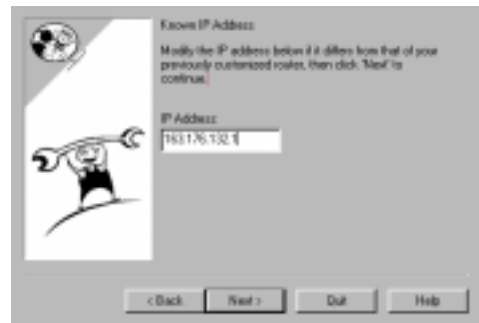 Known IP Address
Modify the IP address below if it differs from that of your
previously customized router, then click "Next" to
continue.
IP Address:
163.176.132.1
< Back
Next >
Quit
Help